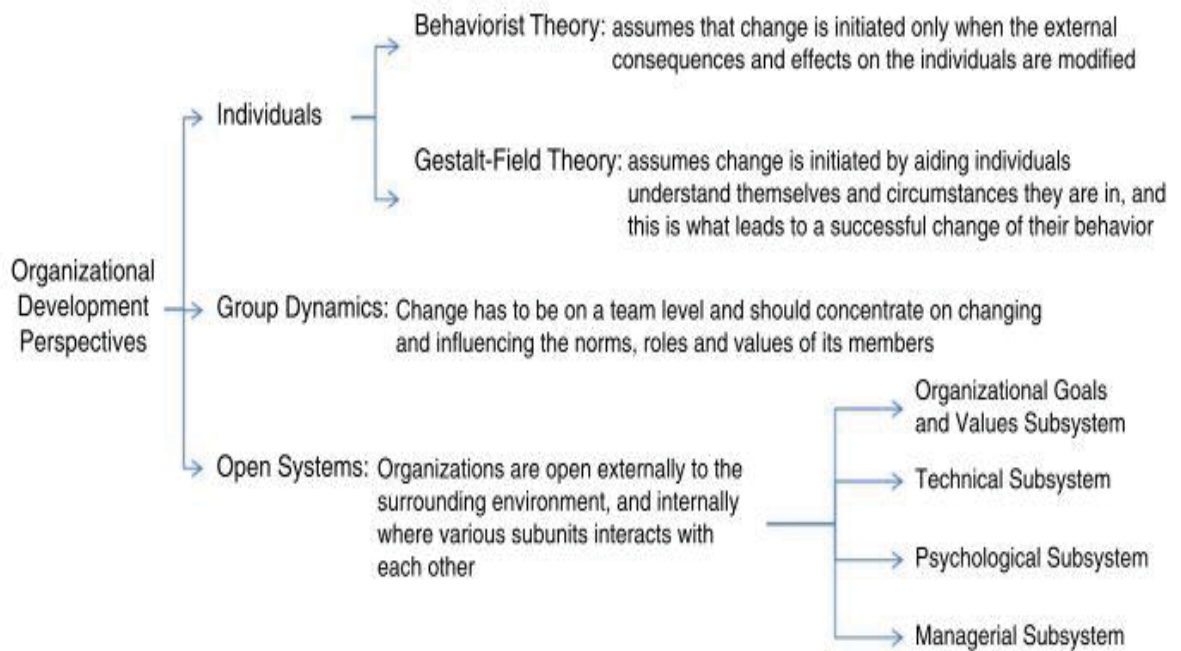 Organizational
Development
Perspectives
Individuals
Behaviorist Theory: assumes that change is initiated only when the external
consequences and effects on the individuals are modified
Gestalt-Field Theory: assumes change is initiated by aiding individuals
understand themselves and circumstances they are in, and
this is what leads to a successful change of their behavior
Group Dynamics: Change has to be on a team level and should concentrate on changing
and influencing the norms, roles and values of its members
Open Systems: Organizations are open externally to the
surrounding environment, and internally
where various subunits interacts with
each other
Organizational Goals
and Values Subsystem
Technical Subsystem
Psychological Subsystem
Managerial Subsystem